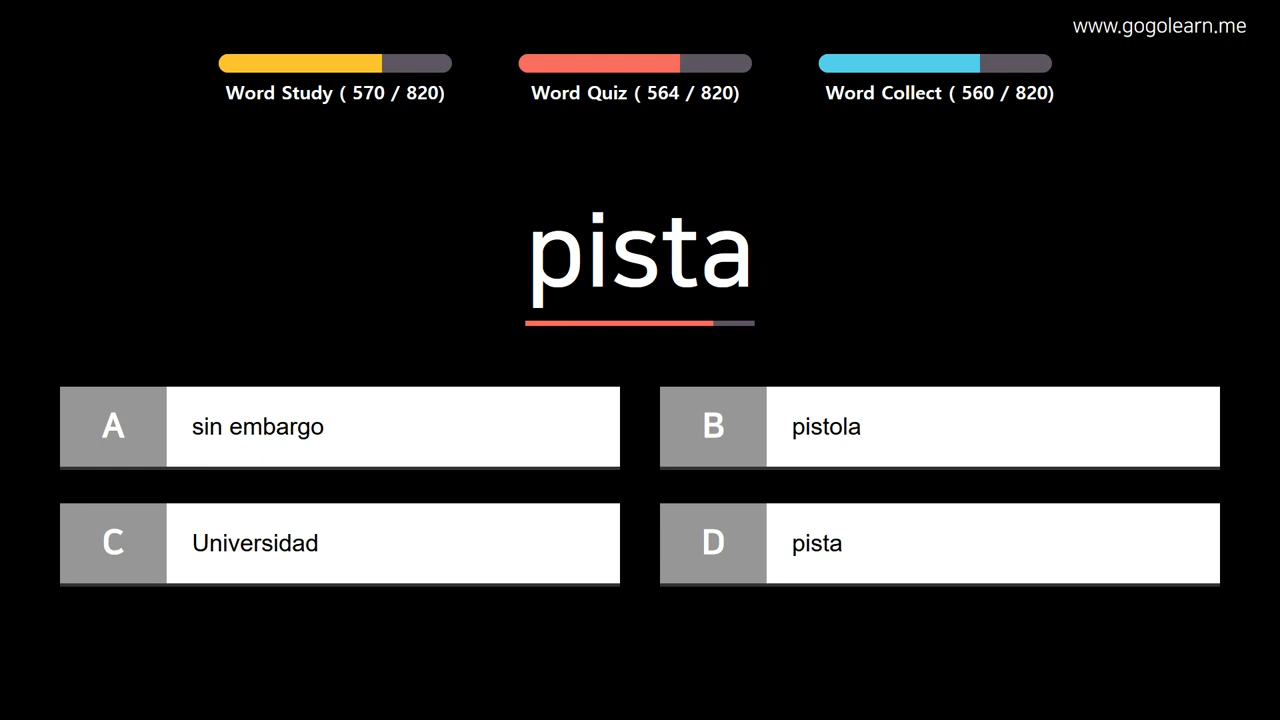 www.gogolearn.me
Word Study ( 570 / 820)
Word Quiz ( 564 / 820)
Word Collect ( 560 / 820)
pista
A sin embargo
B pistola
C Universidad
D pista